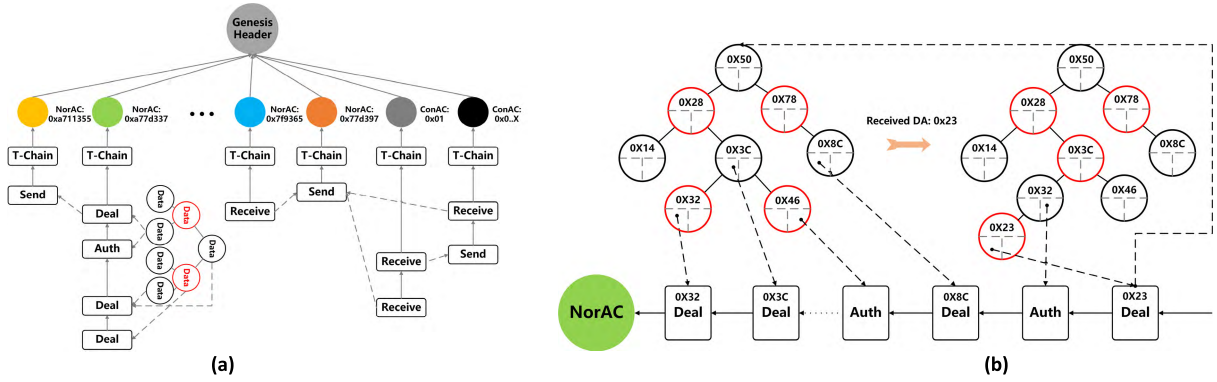 Genesis
Header
NorAC:
0xa711355
NorAC:
0xa77d337
NorAC:
0x7f9365
NorAC:
0x77d397
ConAC:
0x01
ConAC:
0x0..X
T-Chain
T-Chain
T-Chain
T-Chain
T-Chain
T-Chain
Send
Deal
Auth
Deal
Deal
Data
Data
Data
Data
Data
Data
Data
Receive
Send
Receive
Receive
Receive
Send
(a)
0X50
0X28
0X78
0X14
0X3C
0X8C
0X32
0X46
Received DA: 0x23
0X50
0X28
0X78
0X14
0X3C
0X8C
0X32
0X46
0X23
NorAC
0X32
Deal
0X3C
Deal
Auth
0X8C
Deal
Auth
0X23
Deal
(b)